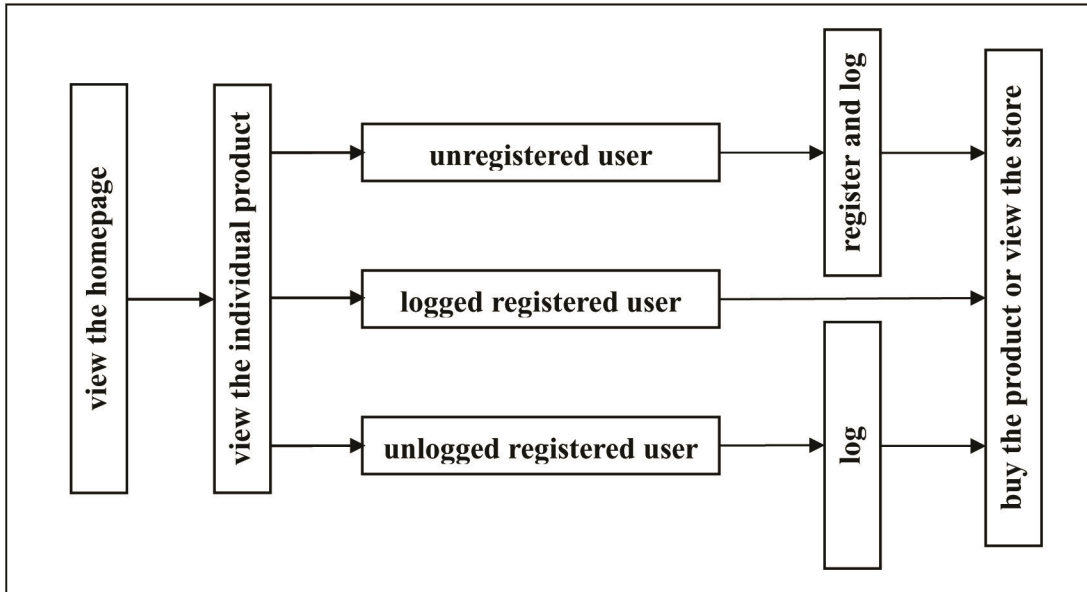 view the homepage
view the individual product
unregistered user
logged registered user
unlogged registered user
register and log
log
buy the product or view the store